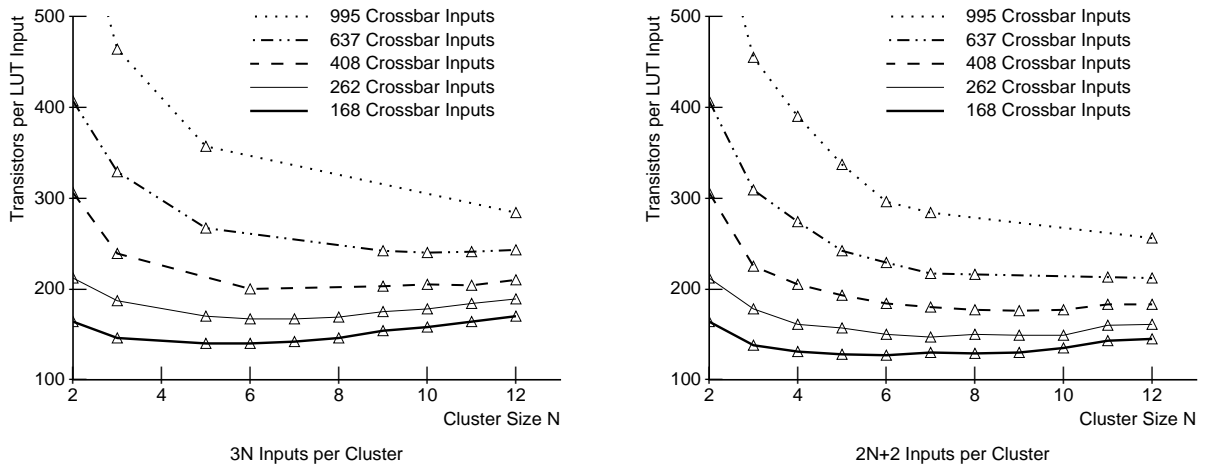 500
400
300
200
100
Transistors per LUT Input
995 Crossbar Inputs
637 Crossbar Inputs
408 Crossbar Inputs
262 Crossbar Inputs
168 Crossbar Inputs
2 4 6 8 10 12
Cluster Size N
3N Inputs per Cluster
500
400
300
200
100
Transistors per LUT Input
995 Crossbar Inputs
637 Crossbar Inputs
408 Crossbar Inputs
262 Crossbar Inputs
168 Crossbar Inputs
2 4 6 8 10 12
Cluster Size N
2N+2 Inputs per Cluster